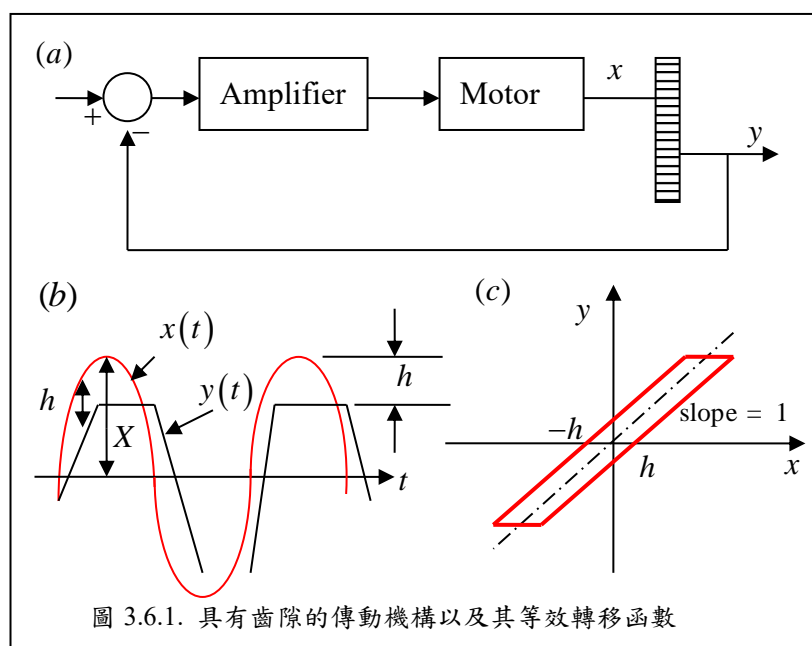 (a)
Amplifier
Motor
x
+
−
y
(b)
x(t)
h
X
y(t)
h
t
(c)
y
slope = 1
−h
h
x
圖 3.6.1. 具有齒隙的傳動機構以及其等效轉移函數